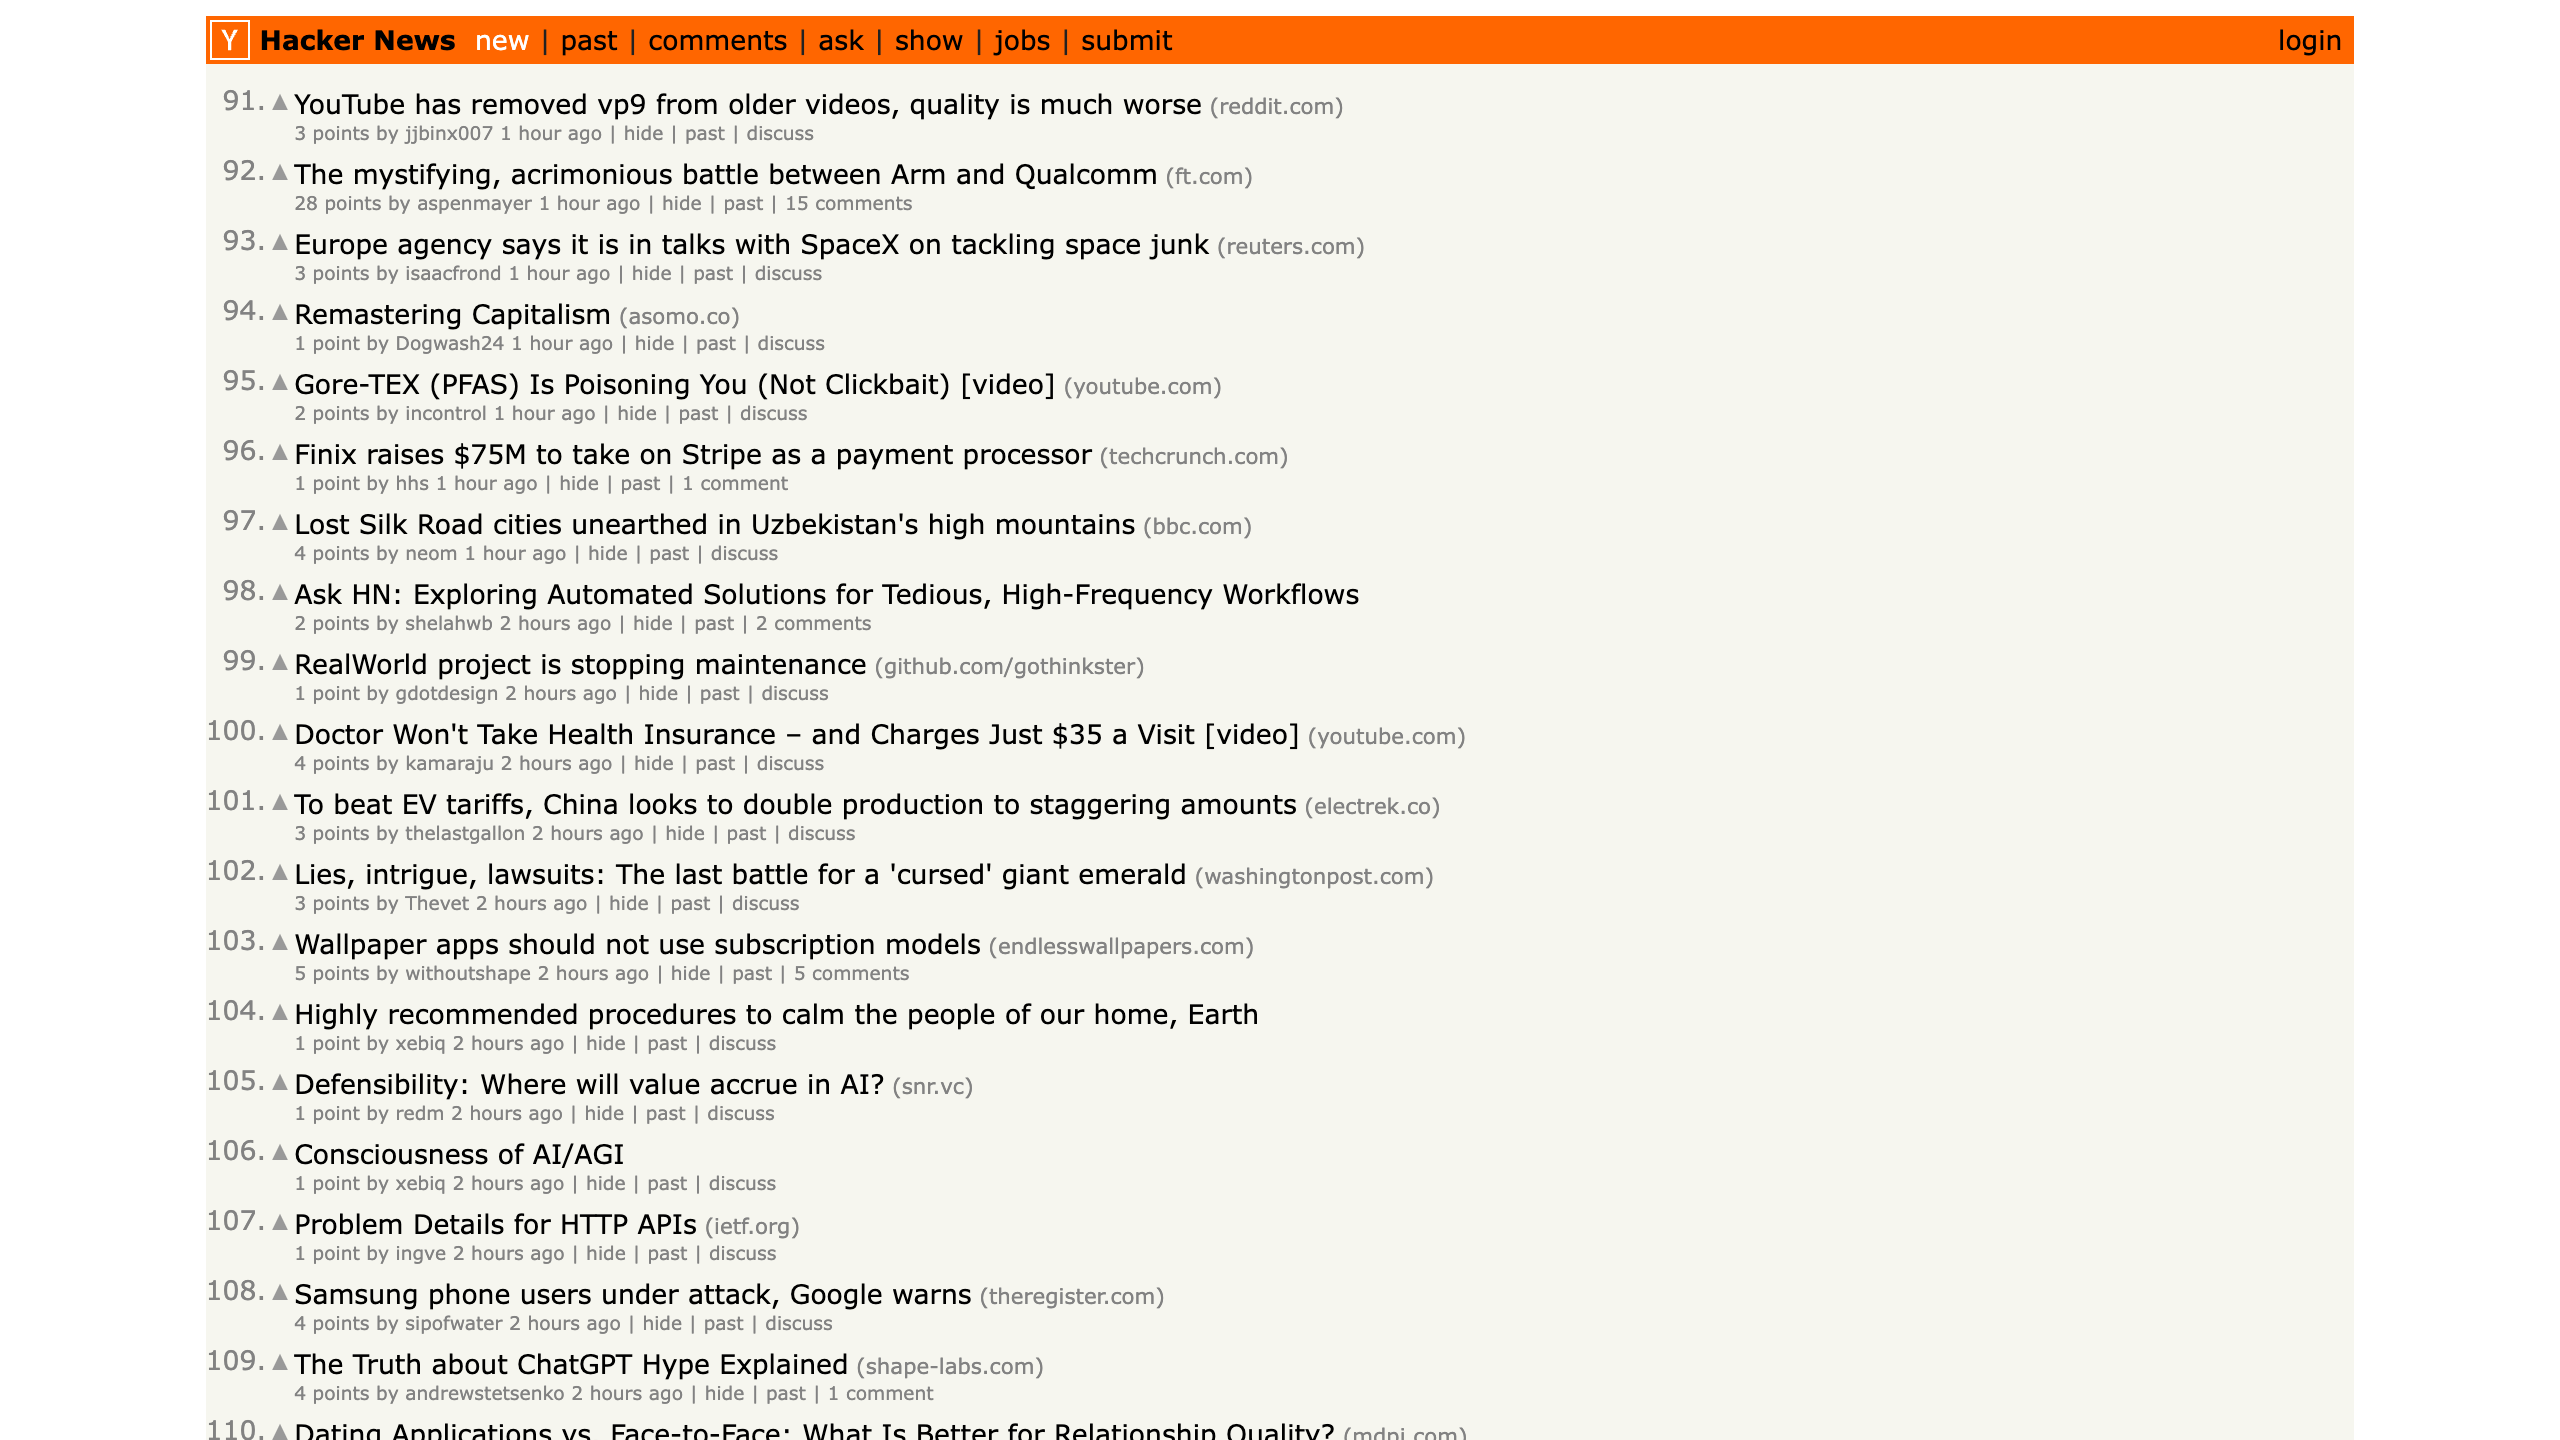 Y Hacker News new | past | comments | ask | show | jobs | submit login
91. ▲ YouTube has removed vp9 from older videos, quality is much worse (reddit.com)
3 points by jjbinx007 1 hour ago | hide | past | discuss
92. ▲ The mystifying, acrimonious battle between Arm and Qualcomm (ft.com)
28 points by aspenmayer 1 hour ago | hide | past | 15 comments
93. ▲ Europe agency says it is in talks with SpaceX on tackling space junk (reuters.com)
3 points by isaacfrond 1 hour ago | hide | past | discuss
94. ▲ Remastering Capitalism (asomo.co)
1 point by Dogwash24 1 hour ago | hide | past | discuss
95. ▲ Gore-TEX (PFAS) Is Poisoning You (Not Clickbait) [video] (youtube.com)
2 points by incontrol 1 hour ago | hide | past | discuss
96. ▲ Finix raises $75M to take on Stripe as a payment processor (techcrunch.com)
1 point by hhs 1 hour ago | hide | past | 1 comment
97. ▲ Lost Silk Road cities unearthed in Uzbekistan's high mountains (bbc.com)
4 points by neom 1 hour ago | hide | past | discuss
98. ▲ Ask HN: Exploring Automated Solutions for Tedious, High-Frequency Workflows
2 points by shelahwb 2 hours ago | hide | past | 2 comments
99. ▲ RealWorld project is stopping maintenance (github.com/gothinkster)
1 point by gdotdesign 2 hours ago | hide | past | discuss
100. ▲ Doctor Won't Take Health Insurance – and Charges Just $35 a Visit [video] (youtube.com)
4 points by kamaraju 2 hours ago | hide | past | discuss
101. ▲ To beat EV tariffs, China looks to double production to staggering amounts (electrek.co)
3 points by thelastgallon 2 hours ago | hide | past | discuss
102. ▲ Lies, intrigue, lawsuits: The last battle for a 'cursed' giant emerald (washingtonpost.com)
3 points by Thevet 2 hours ago | hide | past | discuss
103. ▲ Wallpaper apps should not use subscription models (endlesswallpapers.com)
5 points by withoutshape 2 hours ago | hide | past | 5 comments
104. ▲ Highly recommended procedures to calm the people of our home, Earth
1 point by xebiq 2 hours ago | hide | past | discuss
105. ▲ Defensibility: Where will value accrue in AI? (snr.vc)
1 point by redm 2 hours ago | hide | past | discuss
106. ▲ Consciousness of AI/AGI
1 point by xebiq 2 hours ago | hide | past | discuss
107. ▲ Problem Details for HTTP APIs (ietf.org)
1 point by ingve 2 hours ago | hide | past | discuss
108. ▲ Samsung phone users under attack, Google warns (theregister.com)
4 points by sipofwater 2 hours ago | hide | past | discuss
109. ▲ The Truth about ChatGPT Hype Explained (shape-labs.com)
4 points by andrewstetsenko 2 hours ago | hide | past | 1 comment
110. ▲ Dating Applications vs. Face-to-Face: What Is Better for Relationship Quality? (mdpi.com)